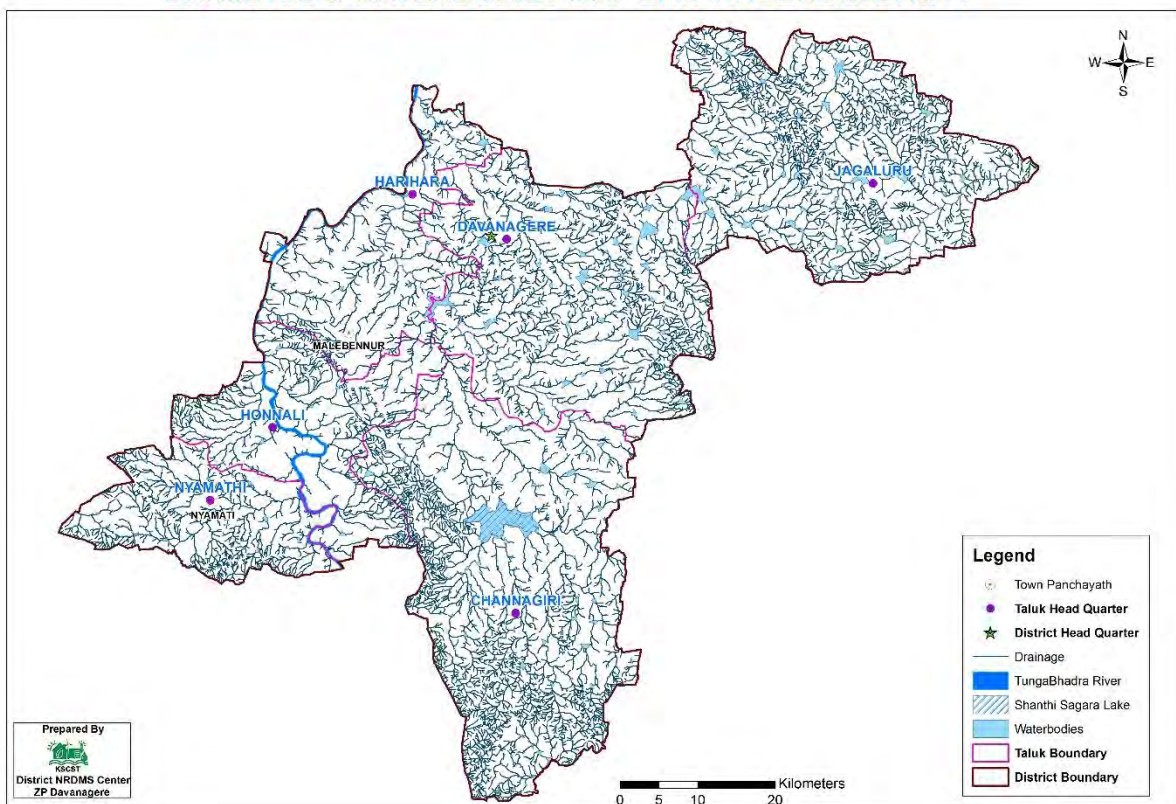 N
W E
S
HARIHARA
JAGALURU
DAVANAGERE
MALEBENNUR
HONNALI
NYAMATHI
NYAMATI
CHANNAGIRI
Legend
Town Panchayath
Taluk Head Quarter
District Head Quarter
Drainage
TungaBhadra River
Shanthi Sagara Lake
Waterbodies
Taluk Boundary
District Boundary
Prepared By
KSCST
District NRDMS Center
ZP Davanagere
Kilometers
0 5 10 20